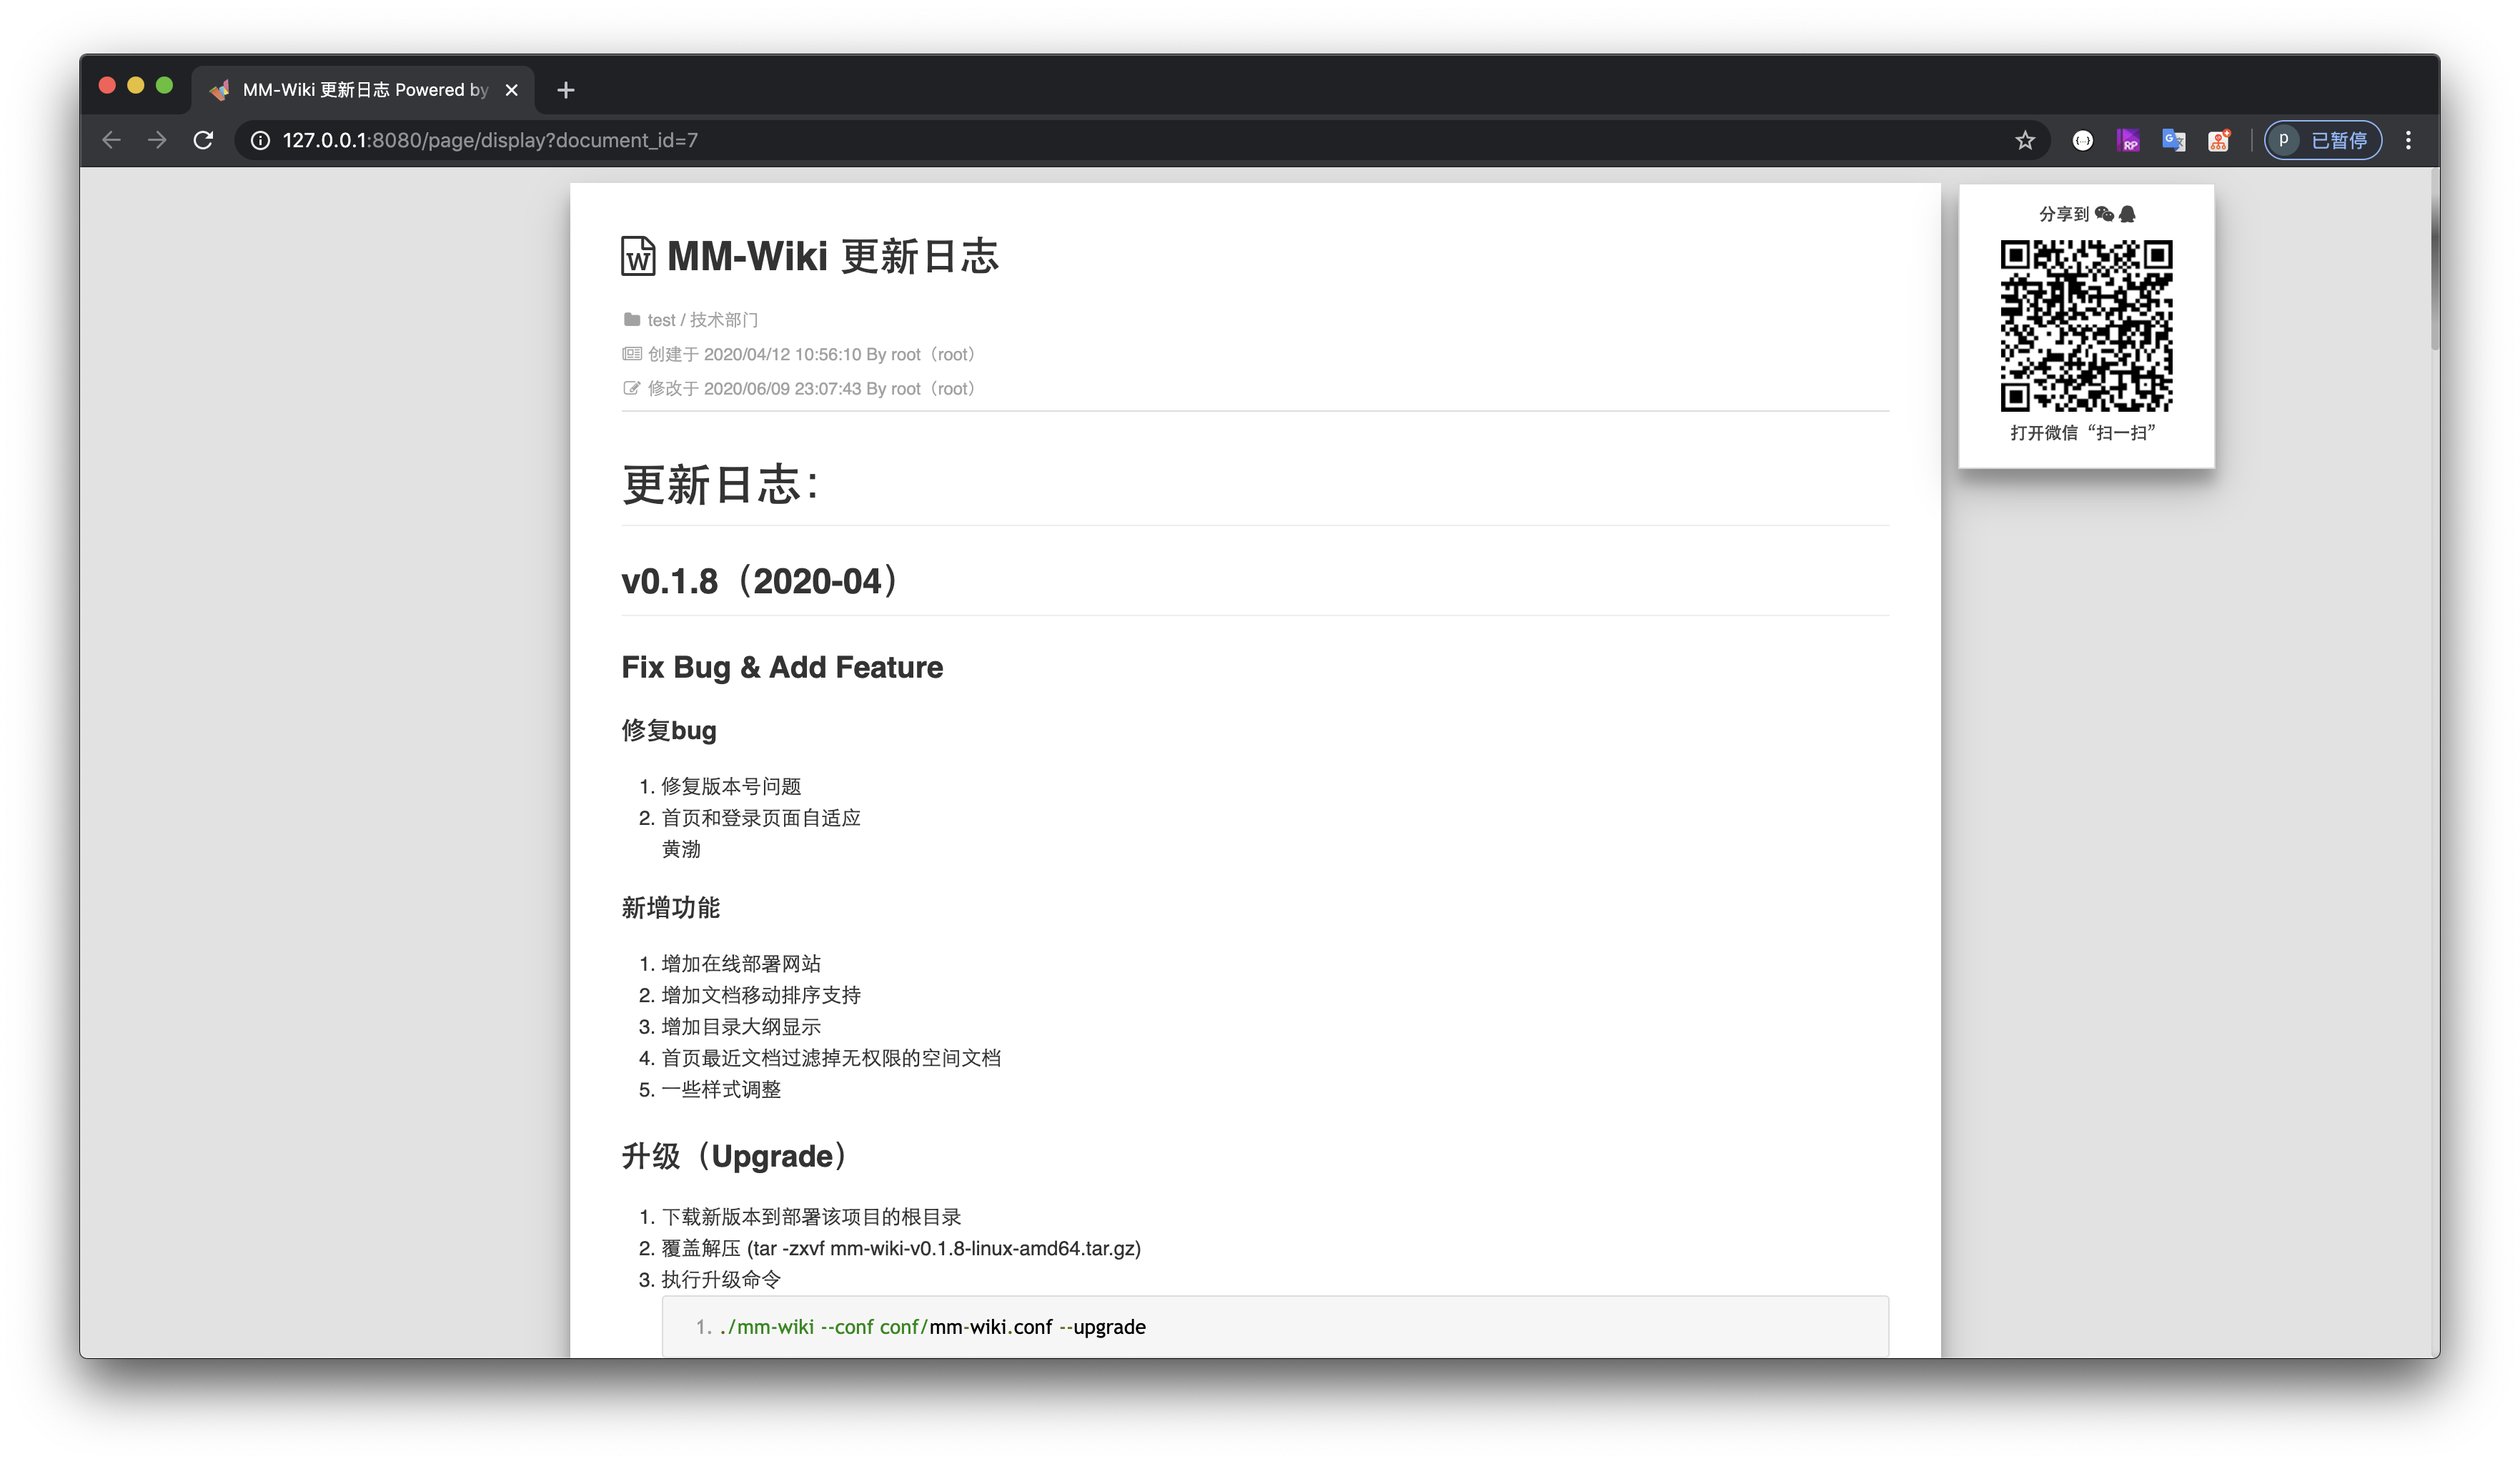 MM-Wiki 更新日志 Powered by
127.0.0.1:8080/page/display?document_id=7
RP
P 已暂停
MM-Wiki 更新日志
test / 技术部门
创建于 2020/04/12 10:56:10 By root（root）
修改于 2020/06/09 23:07:43 By root（root）
分享到
打开微信“扫一扫”
更新日志：
v0.1.8（2020-04）
Fix Bug & Add Feature
修复bug
1. 修复版本号问题
2. 首页和登录页面自适应
黄渤
新增功能
1. 增加在线部署网站
2. 增加文档移动排序支持
3. 增加目录大纲显示
4. 首页最近文档过滤掉无权限的空间文档
5. 一些样式调整
升级（Upgrade）
1. 下载新版本到部署该项目的根目录
2. 覆盖解压 (tar -zxvf mm-wiki-v0.1.8-linux-amd64.tar.gz)
3. 执行升级命令
1. ./mm-wiki --conf conf/mm-wiki.conf --upgrade